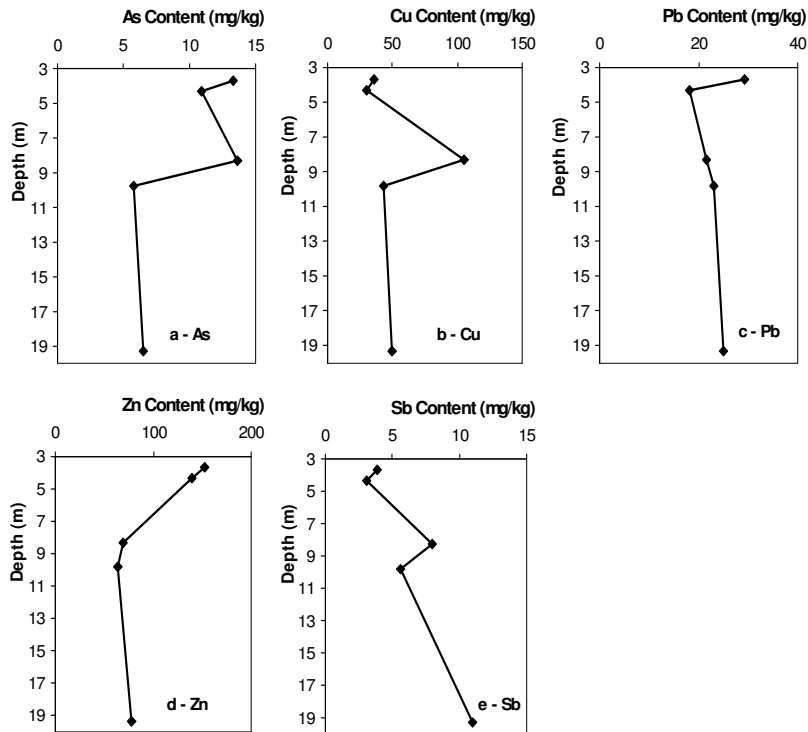 As Content (mg/kg)
0 5 10 15
3
5
7
9
11
13
15
17
19
Depth (m)
a - As
Cu Content (mg/kg)
0 50 100 150
3
5
7
9
11
13
15
17
19
Depth (m)
b - Cu
Pb Content (mg/kg)
0 20 40
3
5
7
9
11
13
15
17
19
Depth (m)
c - Pb
Zn Content (mg/kg)
0 100 200
3
5
7
9
11
13
15
17
19
Depth (m)
d - Zn
Sb Content (mg/kg)
0 5 10 15
3
5
7
9
11
13
15
17
19
Depth (m)
e - Sb